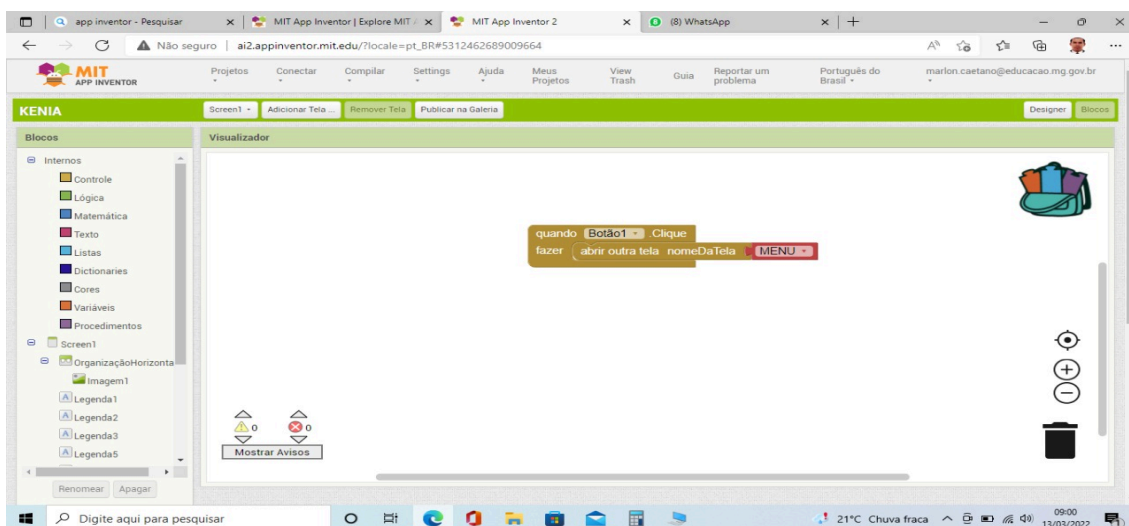 app inventor - Pesquisar
MIT App Inventor | Explore MIT
MIT App Inventor 2
(8) WhatsApp
Não seguro | ai2.appinventor.mit.edu/?locale=pt_BR#5312462689009664
MIT
APP INVENTOR
Projetos
Conectar
Compilar
Settings
Ajuda
Meus Projetos
View Trash
Guia
Reportar um problema
Português do Brasil
marlon.caetano@educacao.mg.gov.br
KENIA
Screen1
Adicionar Tela ...
Remover Tela
Publicar na Galeria
Designer
Blocos
Blocos
Visualizador
Internos
Controle
Lógica
Matemática
Texto
Listas
Dictionaries
Cores
Variáveis
Procedimentos
Screen1
OrganizaçãoHorizonta
Imagem1
Legenda1
Legenda2
Legenda3
Legenda5
Renomear
Apagar
quando Botão1 .Clique
fazer abrir outra tela nomeDaTela MENU
0
0
Mostrar Avisos
Digite aqui para pesquisar
21°C Chuva fraca
09:00
13/03/2022